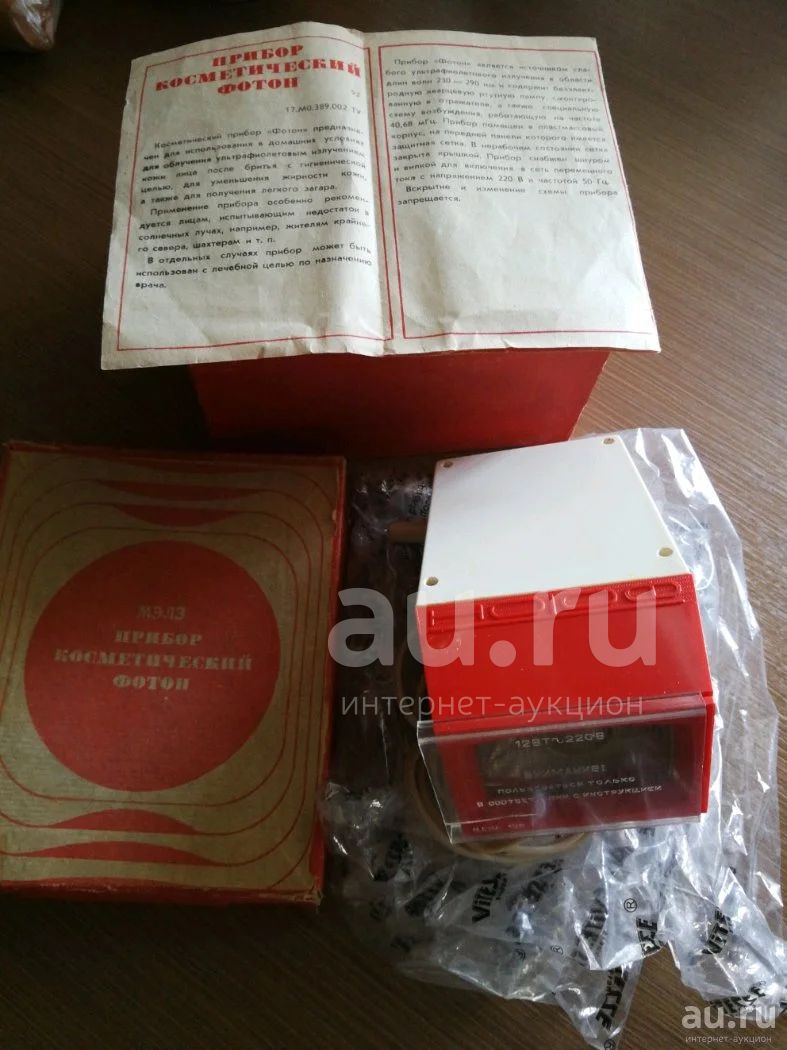 ПРИБОР
КОСМЕТИЧЕСКИЙ
ФОТОН
17.М0.389.002 ТУ
Косметический прибор «Фотон» предназна-
чен для использования в домашних условиях
для облучения ультрафиолетовым излучением
кожи лица после бритья с гигиенической
целью, для уменьшения жирности кожи,
а также для получения легкого загара.
Применение прибора особенно рекомен-
дуется лицам, испытывающим недостаток в
солнечных лучах, например, жителям крайне-
го севера, шахтерам и т. п.
В отдельных случаях прибор может быть
использован с лечебной целью по назначению
врача.
Прибор «Фотон» является источником сла-
бого ультрафиолетового излучения в области
длин волн 230 — 290 нм и содержит безэлект-
родную кварцевую ртутную лампу, смонтиро-
ванную в отражателе, а также специальную
схему возбуждения, работающую на частоте
40,68 мГц. Прибор помещен в пластмассовый
корпус, на передней панели которого имеется
защитная сетка. В нерабочем состоянии сетка
закрыта крышкой. Прибор снабжен шнуром
и вилкой для включения в сеть переменного
тока с напряжением 220 В и частотой 50 Гц.
Вскрытие и изменение схемы прибора
запрещается.
МЭЛЗ
ПРИБОР
КОСМЕТИЧЕСКИЙ
ФОТОН
12ВТ~220В
ВНИМАНИЕ!
ПОЛЬЗОВАТЬСЯ ТОЛЬКО
В СООТВЕТСТВИИ С ИНСТРУКЦИЕЙ
VITESSE
VITESSE
au.ru
интернет-аукцион
au.ru
интернет-аукцион